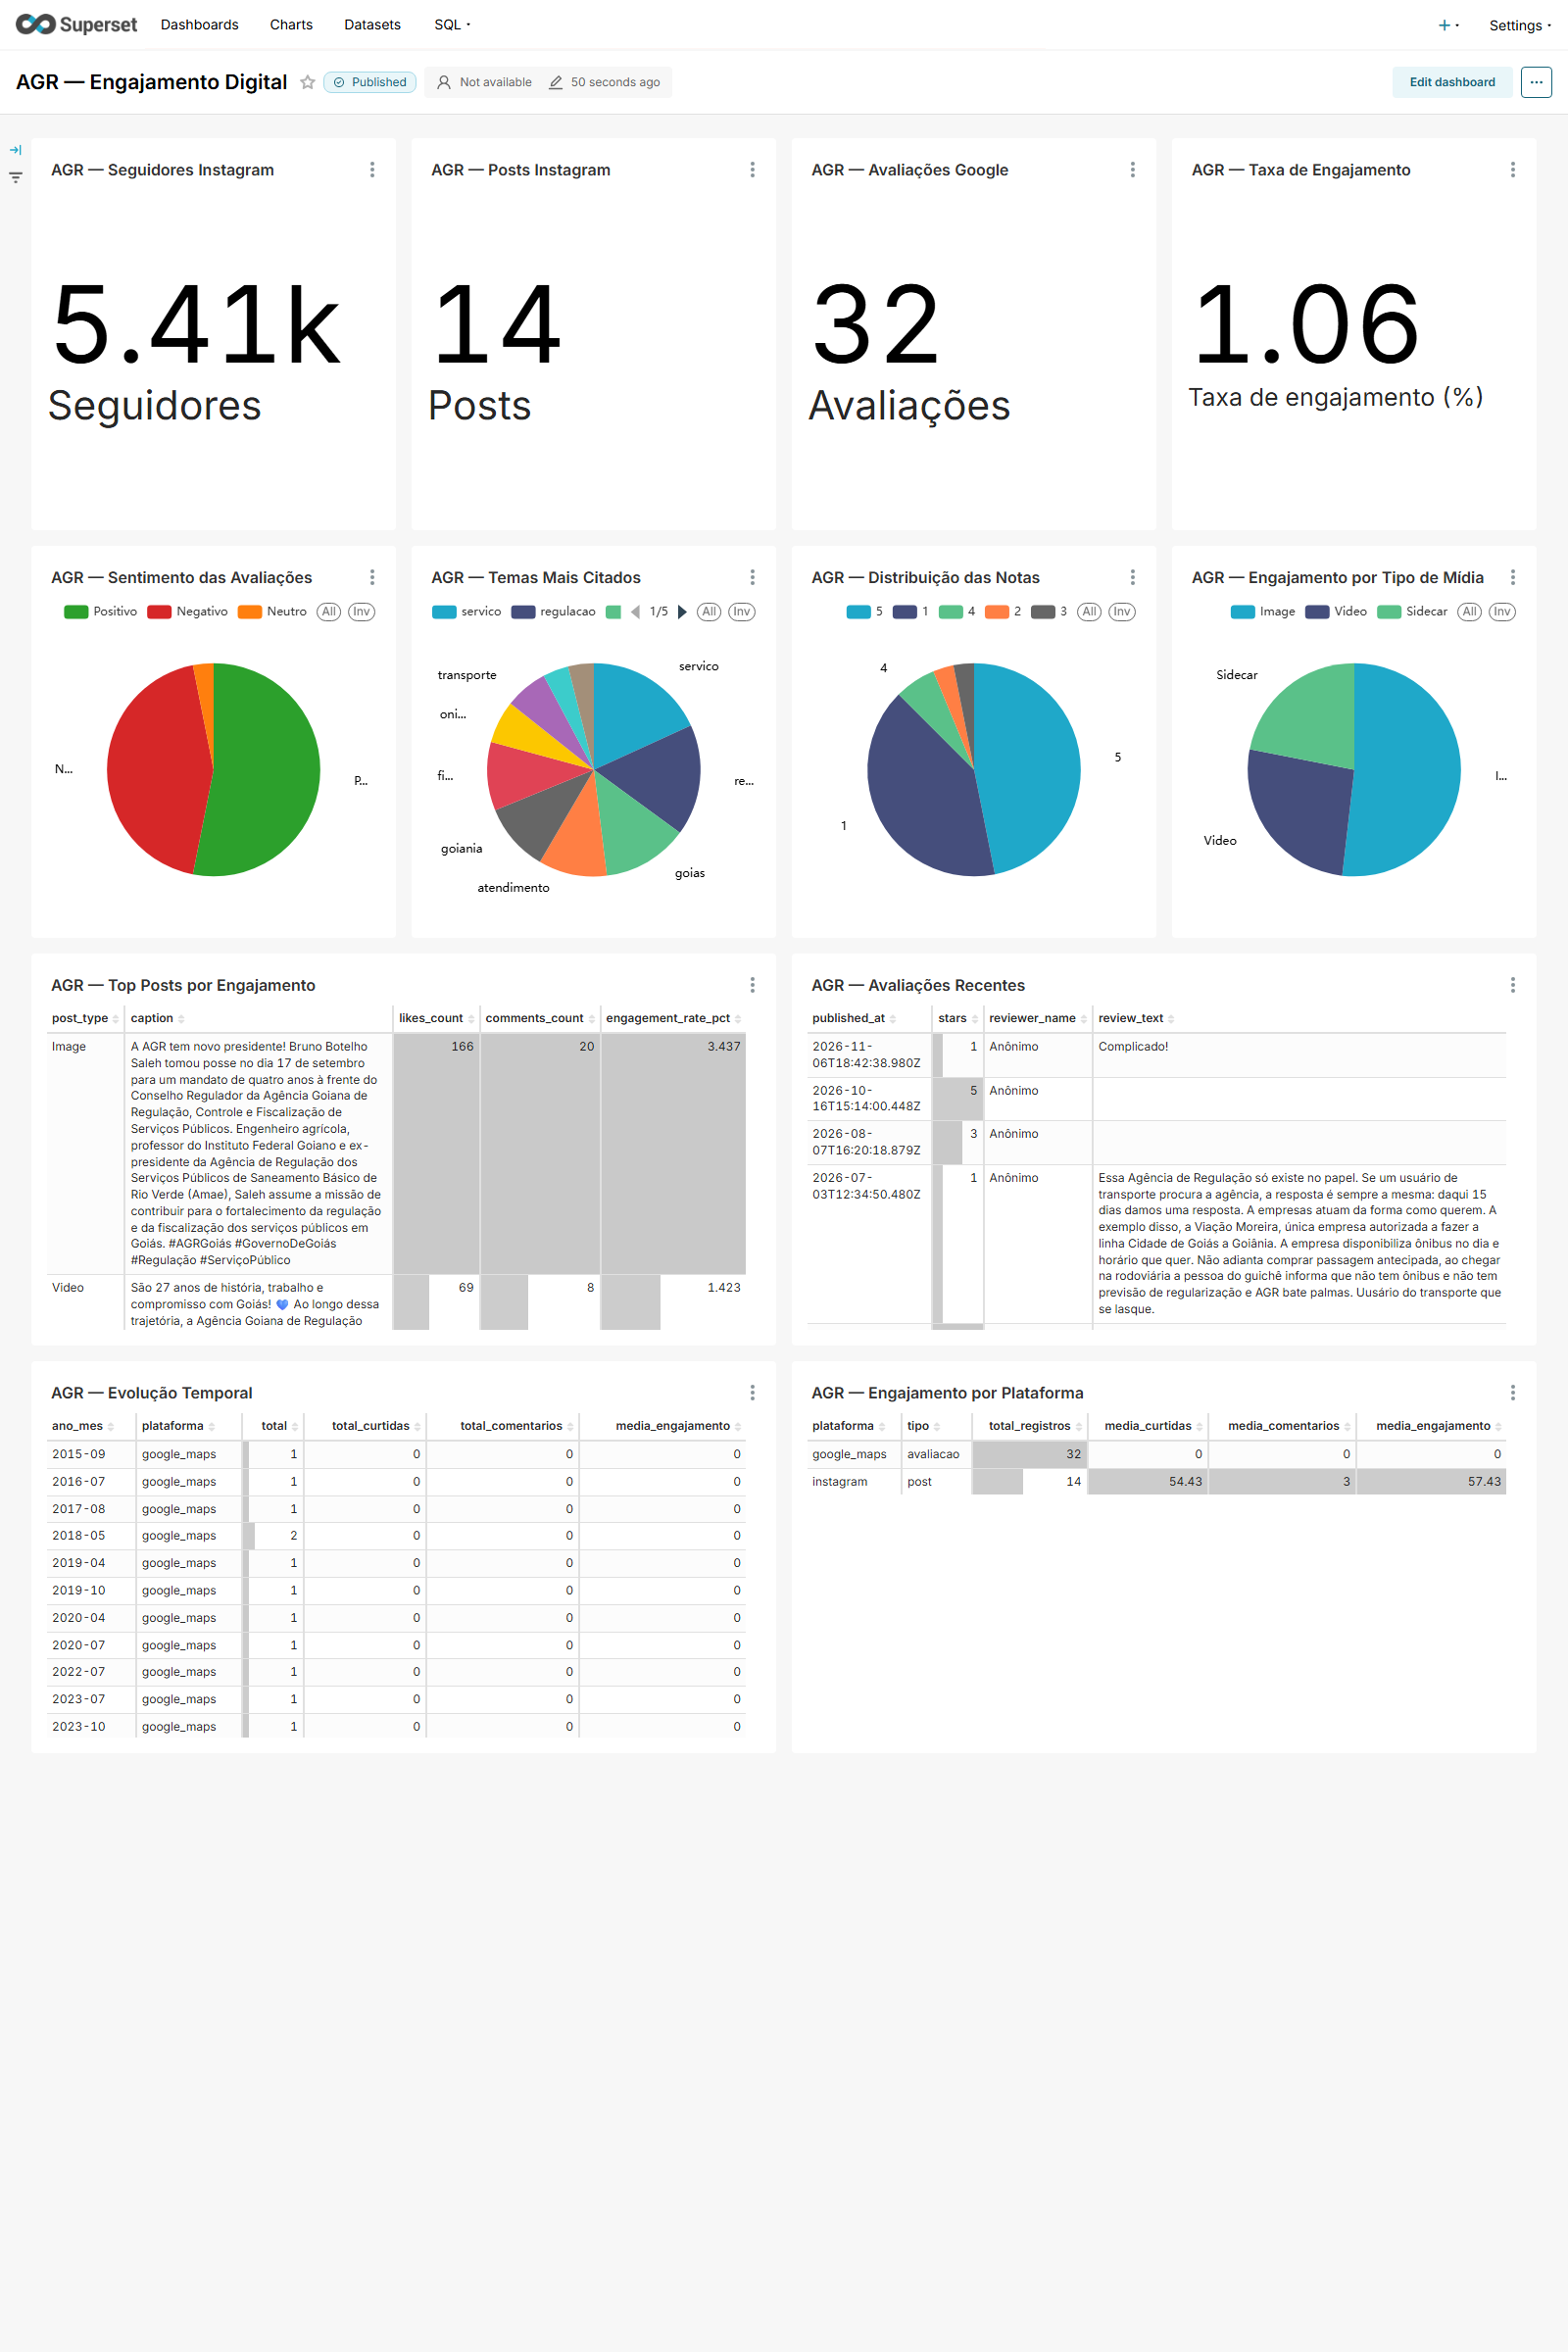 Superset Dashboards Charts Datasets SQL Settings
AGR — Engajamento Digital Published Not available 50 seconds ago Edit dashboard
AGR — Seguidores Instagram
5.41k
Seguidores
AGR — Posts Instagram
14
Posts
AGR — Avaliações Google
32
Avaliações
AGR — Taxa de Engajamento
1.06
Taxa de engajamento (%)
AGR — Sentimento das Avaliações
Positivo Negativo Neutro All Inv
N...
P...
AGR — Temas Mais Citados
servico regulacao 1/5 All Inv
servico
transporte
oni...
fi...
re...
goiania
goias
atendimento
AGR — Distribuição das Notas
5 1 4 2 3 All Inv
4
5
1
AGR — Engajamento por Tipo de Mídia
Image Video Sidecar All Inv
Sidecar
I...
Video
AGR — Top Posts por Engajamento
post_type caption likes_count comments_count engagement_rate_pct
Image A AGR tem novo presidente! Bruno Botelho 166 20 3.437
Saleh tomou posse no dia 17 de setembro
para um mandato de quatro anos à frente do
Conselho Regulador da Agência Goiana de
Regulação, Controle e Fiscalização de
Serviços Públicos. Engenheiro agrícola,
professor do Instituto Federal Goiano e ex-
presidente da Agência de Regulação dos
Serviços Públicos de Saneamento Básico de
Rio Verde (Amae), Saleh assume a missão de
contribuir para o fortalecimento da regulação
e da fiscalização dos serviços públicos em
Goiás. #AGRGoiás #GovernoDeGoiás
#Regulação #ServiçoPúblico
Video São 27 anos de história, trabalho e 69 8 1.423
compromisso com Goiás! 💙 Ao longo dessa
trajetória, a Agência Goiana de Regulação
AGR — Avaliações Recentes
published_at stars reviewer_name review_text
2026-11- 1 Anônimo Complicado!
06T18:42:38.980Z
2026-10- 5 Anônimo
16T15:14:00.448Z
2026-08- 3 Anônimo
07T16:20:18.879Z
2026-07- 1 Anônimo Essa Agência de Regulação só existe no papel. Se um usuário de
03T12:34:50.480Z transporte procura a agência, a resposta é sempre a mesma: daqui 15
dias damos uma resposta. A empresas atuam da forma como querem. A
exemplo disso, a Viação Moreira, única empresa autorizada a fazer a
linha Cidade de Goiás a Goiânia. A empresa disponibiliza ônibus no dia e
horário que quer. Não adianta comprar passagem antecipada, ao chegar
na rodoviária a pessoa do guichê informa que não tem ônibus e não tem
previsão de regularização e AGR bate palmas. Uusário do transporte que
se lasque.
AGR — Evolução Temporal
ano_mes plataforma total total_curtidas total_comentarios media_engajamento
2015-09 google_maps 1 0 0 0
2016-07 google_maps 1 0 0 0
2017-08 google_maps 1 0 0 0
2018-05 google_maps 2 0 0 0
2019-04 google_maps 1 0 0 0
2019-10 google_maps 1 0 0 0
2020-04 google_maps 1 0 0 0
2020-07 google_maps 1 0 0 0
2022-07 google_maps 1 0 0 0
2023-07 google_maps 1 0 0 0
2023-10 google_maps 1 0 0 0
AGR — Engajamento por Plataforma
plataforma tipo total_registros media_curtidas media_comentarios media_engajamento
google_maps avaliacao 32 0 0 0
instagram post 14 54.43 3 57.43